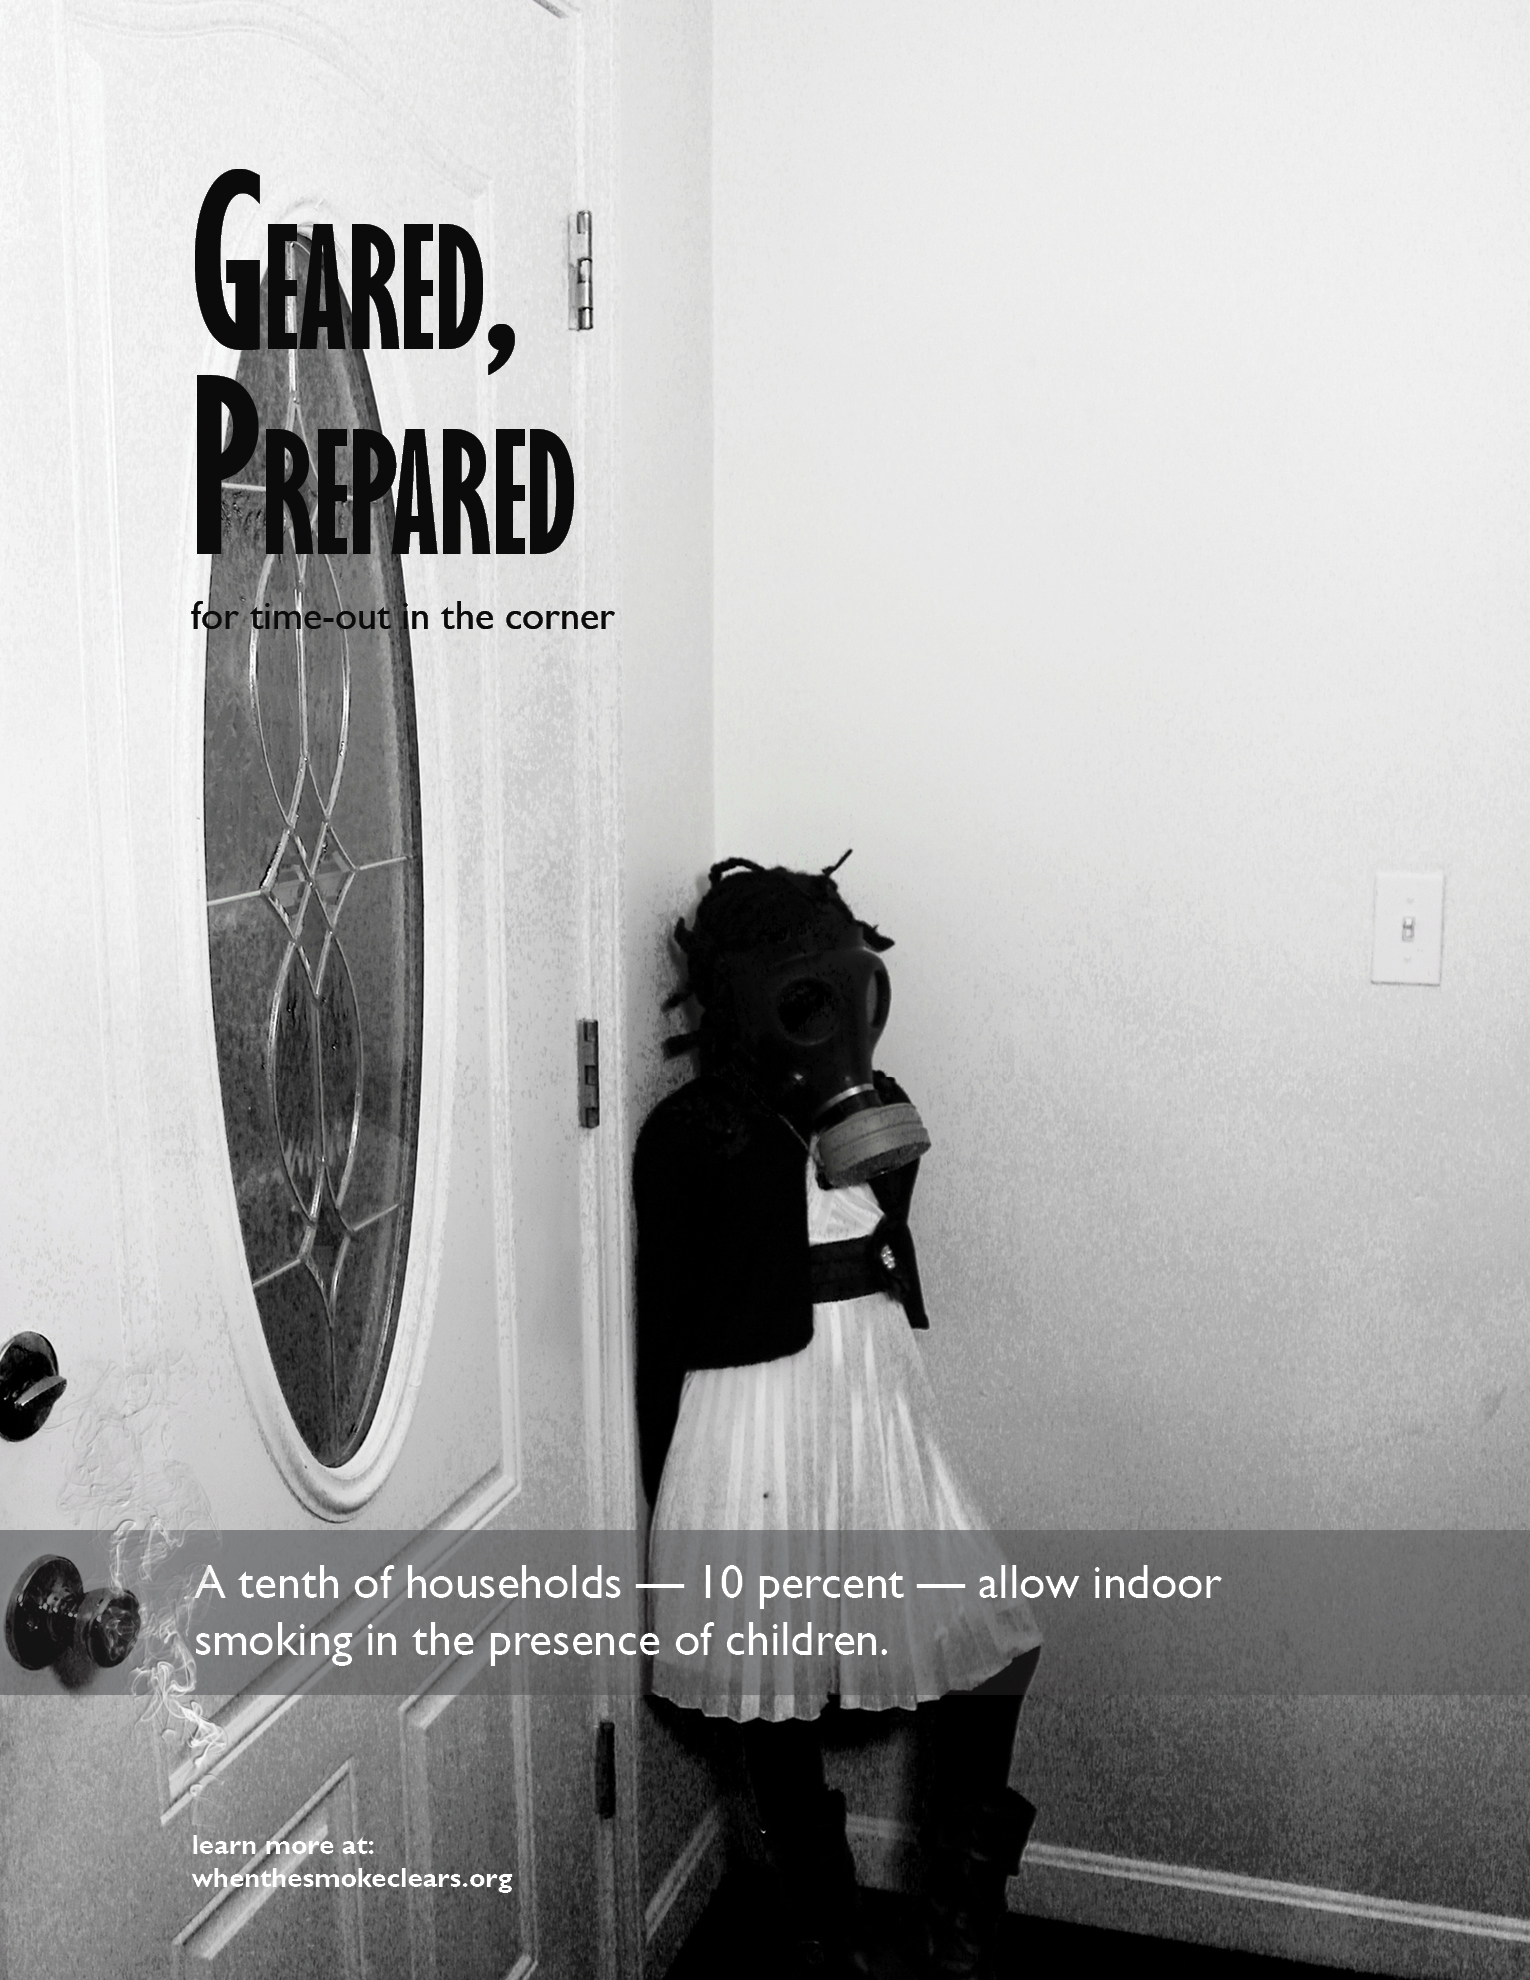 Geared,
Prepared
for time-out in the corner
A tenth of households — 10 percent — allow indoor
smoking in the presence of children.
learn more at:
whenthesmokeclears.org